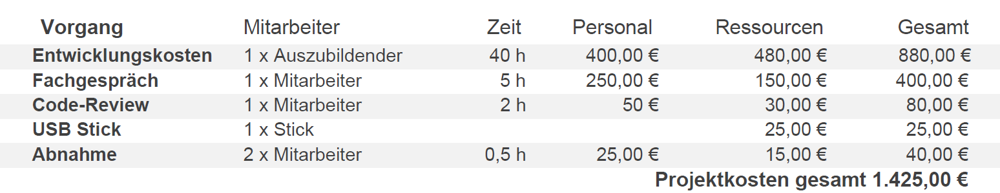 Vorgang Mitarbeiter Zeit Personal Ressourcen Gesamt
Entwicklungskosten 1 x Auszubildender 40 h 400,00 € 480,00 € 880,00 €
Fachgespräch 1 x Mitarbeiter 5 h 250,00 € 150,00 € 400,00 €
Code-Review 1 x Mitarbeiter 2 h 50 € 30,00 € 80,00 €
USB Stick 1 x Stick 25,00 € 25,00 €
Abnahme 2 x Mitarbeiter 0,5 h 25,00 € 15,00 € 40,00 €
Projektkosten gesamt 1.425,00 €